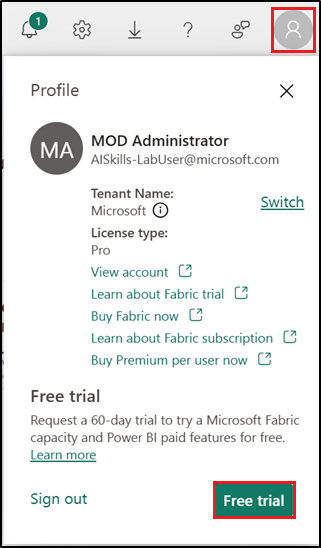 1
?
Profile
MA
MOD Administrator
AISkills-LabUser@microsoft.com
Tenant Name:
Microsoft
Switch
License type:
Pro
View account
Learn about Fabric trial
Buy Fabric now
Learn about Fabric subscription
Buy Premium per user now
Free trial
Request a 60-day trial to try a Microsoft Fabric
capacity and Power BI paid features for free.
Learn more
Sign out
Free trial